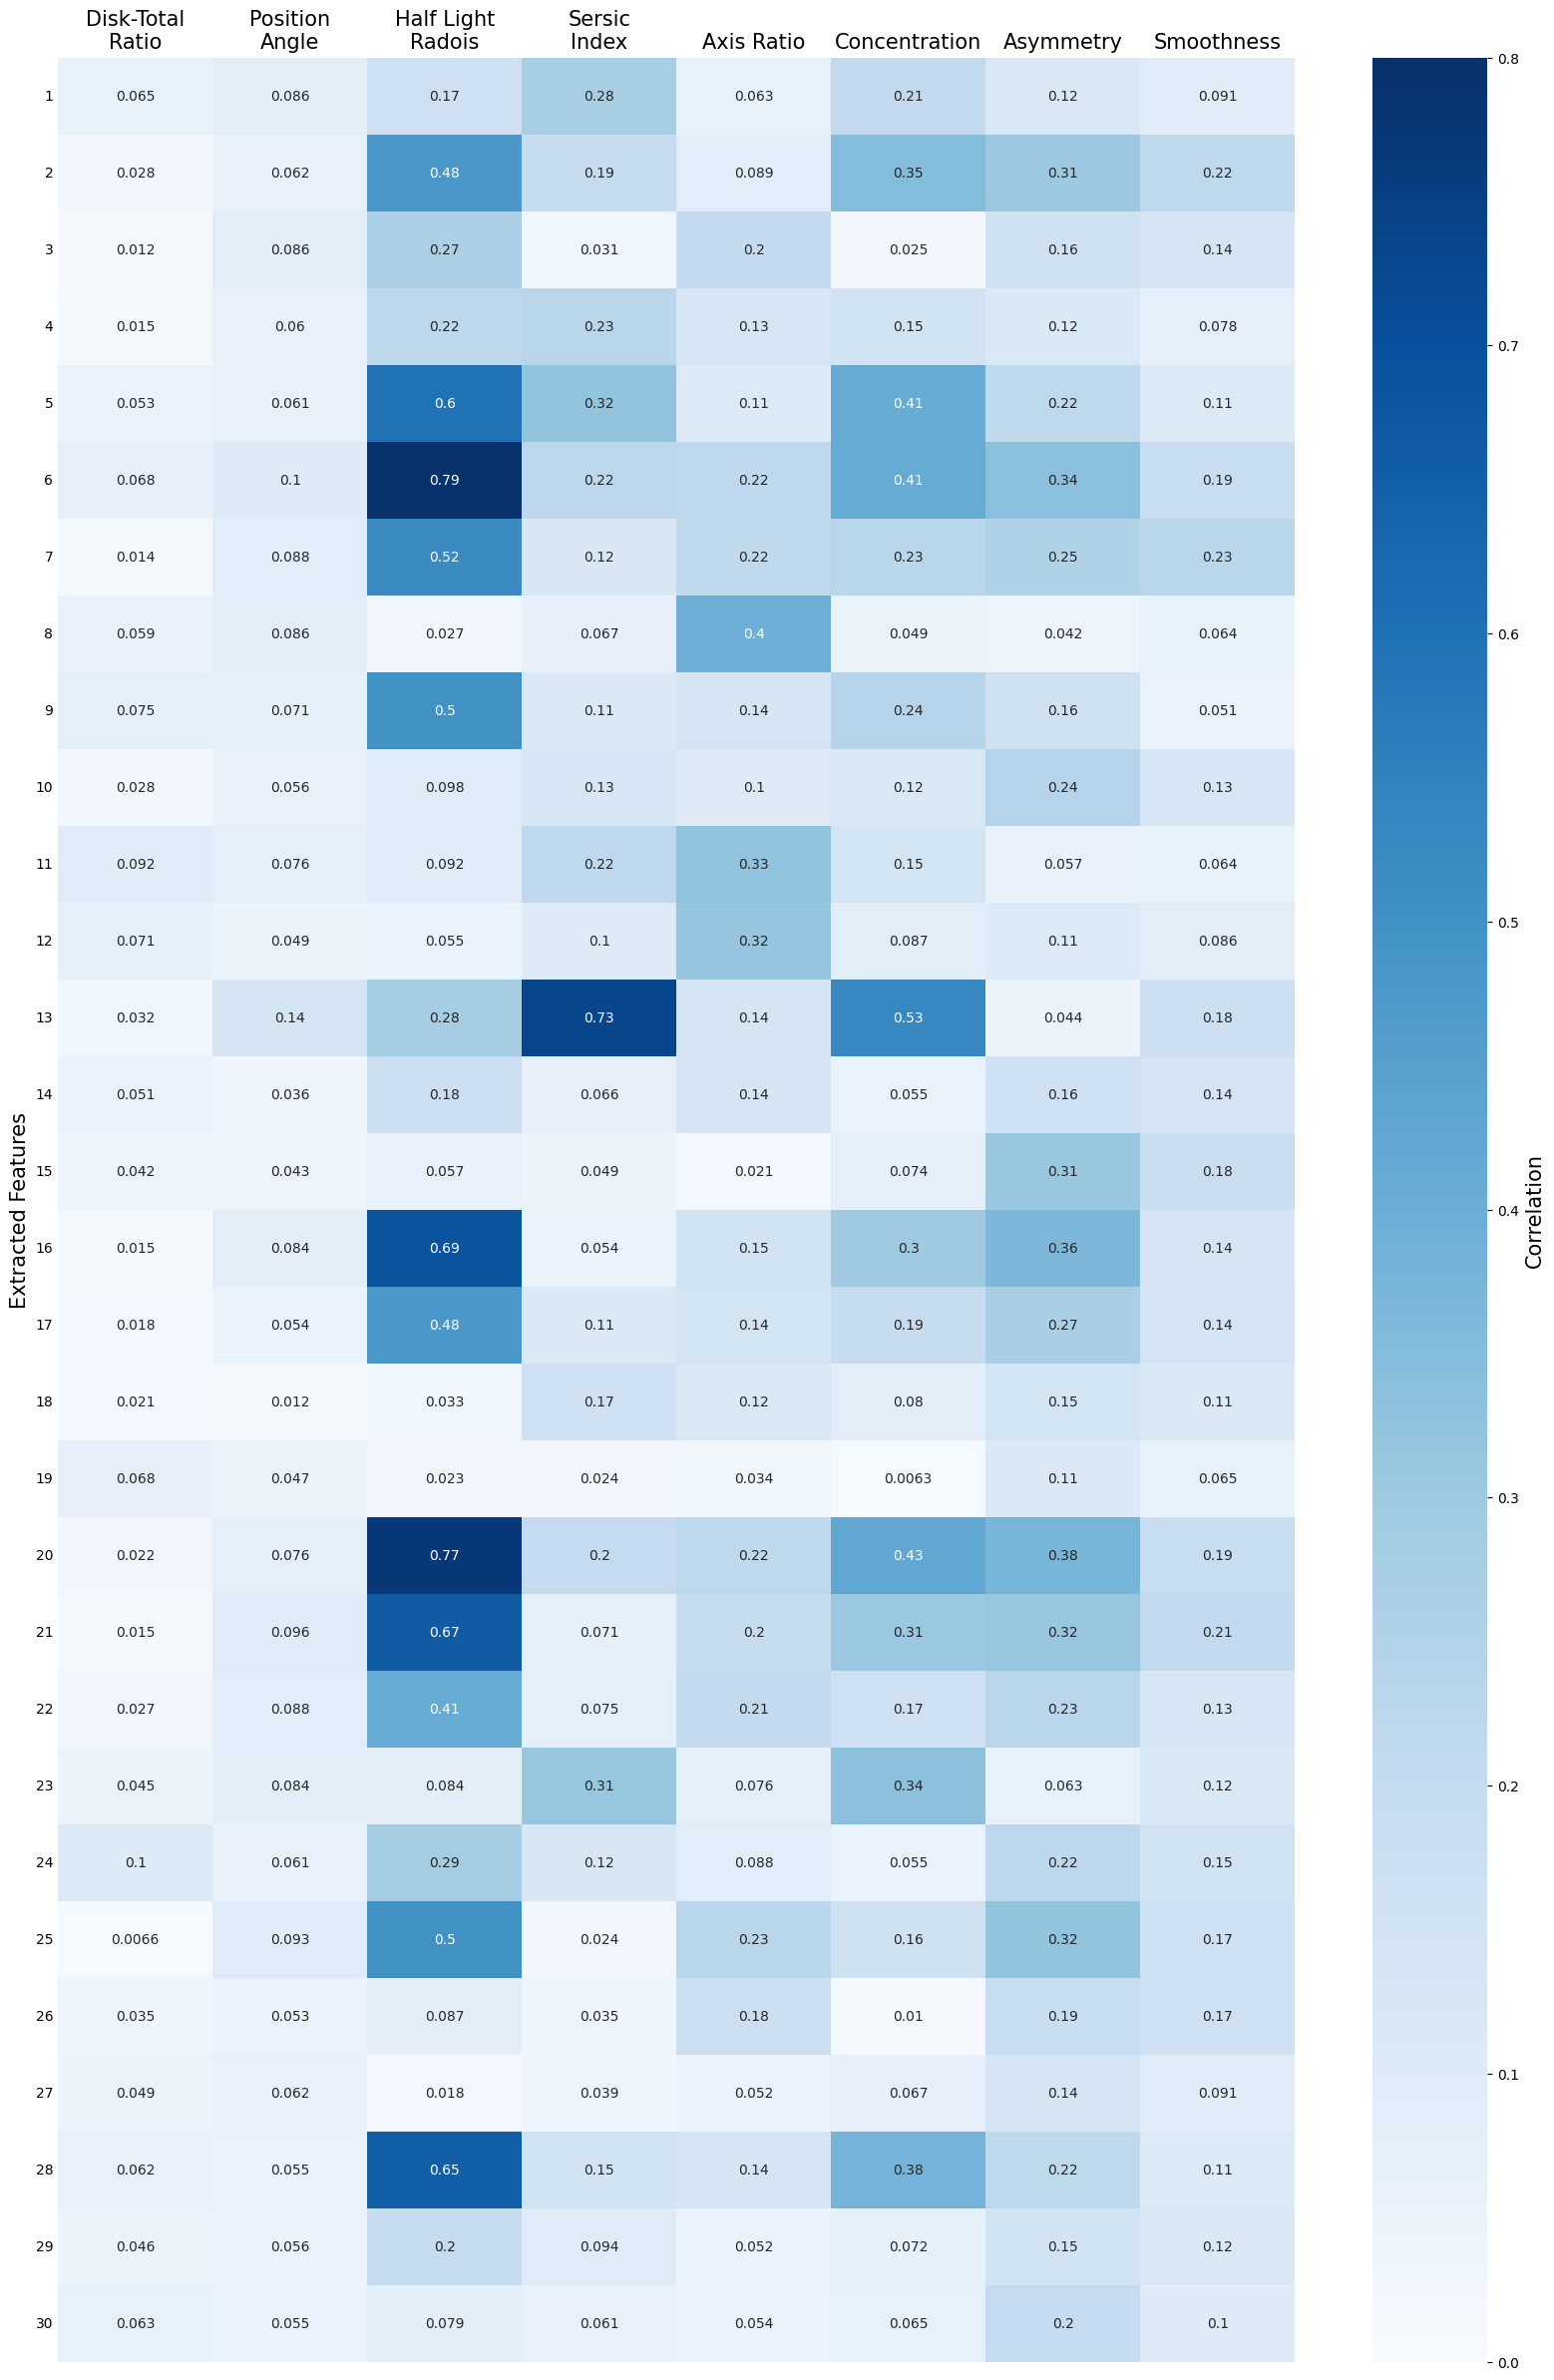 Disk-Total Ratio Position Angle Half Light Radois Sersic Index Axis Ratio Concentration Asymmetry Smoothness
1 0.065 0.086 0.17 0.28 0.063 0.21 0.12 0.091
2 0.028 0.062 0.48 0.19 0.089 0.35 0.31 0.22
3 0.012 0.086 0.27 0.031 0.2 0.025 0.16 0.14
4 0.015 0.06 0.22 0.23 0.13 0.15 0.12 0.078
5 0.053 0.061 0.6 0.32 0.11 0.41 0.22 0.11
6 0.068 0.1 0.79 0.22 0.22 0.41 0.34 0.19
7 0.014 0.088 0.52 0.12 0.22 0.23 0.25 0.23
8 0.059 0.086 0.027 0.067 0.4 0.049 0.042 0.064
9 0.075 0.071 0.5 0.11 0.14 0.24 0.16 0.051
10 0.028 0.056 0.098 0.13 0.1 0.12 0.24 0.13
11 0.092 0.076 0.092 0.22 0.33 0.15 0.057 0.064
12 0.071 0.049 0.055 0.1 0.32 0.087 0.11 0.086
13 0.032 0.14 0.28 0.73 0.14 0.53 0.044 0.18
14 0.051 0.036 0.18 0.066 0.14 0.055 0.16 0.14
15 0.042 0.043 0.057 0.049 0.021 0.074 0.31 0.18
16 0.015 0.084 0.69 0.054 0.15 0.3 0.36 0.14
17 0.018 0.054 0.48 0.11 0.14 0.19 0.27 0.14
18 0.021 0.012 0.033 0.17 0.12 0.08 0.15 0.11
19 0.068 0.047 0.023 0.024 0.034 0.0063 0.11 0.065
20 0.022 0.076 0.77 0.2 0.22 0.43 0.38 0.19
21 0.015 0.096 0.67 0.071 0.2 0.31 0.32 0.21
22 0.027 0.088 0.41 0.075 0.21 0.17 0.23 0.13
23 0.045 0.084 0.084 0.31 0.076 0.34 0.063 0.12
24 0.1 0.061 0.29 0.12 0.088 0.055 0.22 0.15
25 0.0066 0.093 0.5 0.024 0.23 0.16 0.32 0.17
26 0.035 0.053 0.087 0.035 0.18 0.01 0.19 0.17
27 0.049 0.062 0.018 0.039 0.052 0.067 0.14 0.091
28 0.062 0.055 0.65 0.15 0.14 0.38 0.22 0.11
29 0.046 0.056 0.2 0.094 0.052 0.072 0.15 0.12
30 0.063 0.055 0.079 0.061 0.054 0.065 0.2 0.1
Extracted Features
0.8
0.7
0.6
0.5
0.4
0.3
0.2
0.1
0.0
Correlation